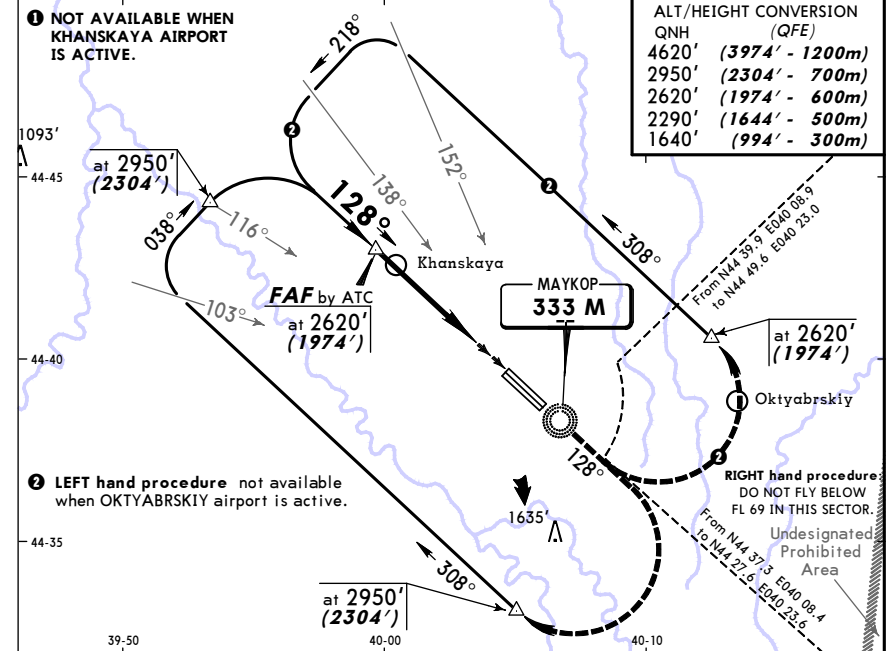 ❶ NOT AVAILABLE WHEN
KHANSKAYA AIRPORT
IS ACTIVE.
ALT/HEIGHT CONVERSION
QNH (QFE)
4620' (3974' - 1200m)
2950' (2304' - 700m)
2620' (1974' - 600m)
2290' (1644' - 500m)
1640' (994' - 300m)
218°
❷
1093'
at 2950'
(2304')
44-45
138°
152°
128°
❷
038°
116°
308°
From N44 39.9 E040 08.9
to N44 49.6 E040 23.0
Khanskaya
FAF by ATC
at 2620'
(1974')
103°
MAYKOP
333 M
at 2620'
(1974')
44-40
Oktyabrskiy
❷
128°
❷ LEFT hand procedure not available
when OKTYABRSKIY airport is active.
RIGHT hand procedure:
DO NOT FLY BELOW
FL 69 IN THIS SECTOR.
1635'
From N44 37.3 E040 08.4
to N44 27.6 E040 23.6
Undesignated
Prohibited
Area
44-35
308°
at 2950'
(2304')
39-50
40-00
40-10